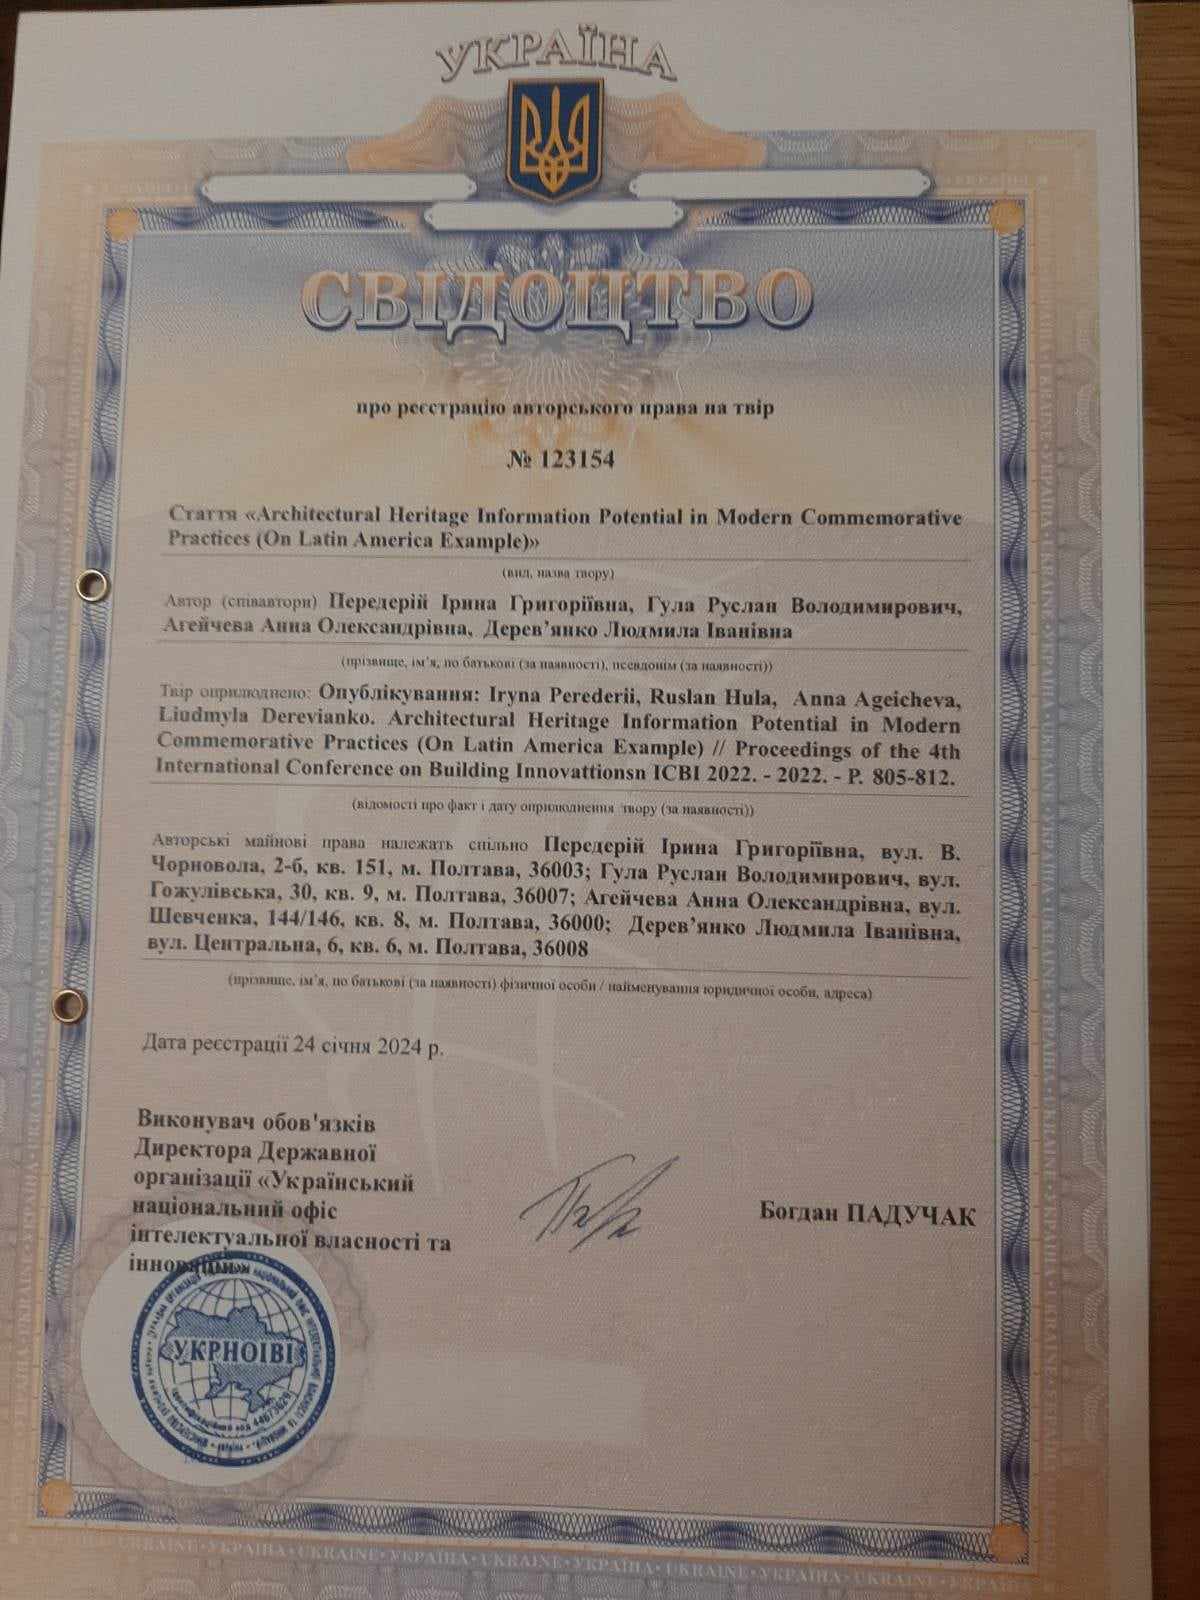 УКРАЇНА
СВІДОЦТВО
про реєстрацію авторського права на твір
№ 123154
Стаття «Architectural Heritage Information Potential in Modern Commemorative
Practices (On Latin America Example)»
(вид, назва твору)
Автор (співавтори) Передерій Ірина Григоріївна, Гула Руслан Володимирович,
Агейчева Анна Олександрівна, Дерев’янко Людмила Іванівна
(прізвище, ім’я, по батькові (за наявності), псевдонім (за наявності))
Твір оприлюднено: Опублікування: Iryna Perederii, Ruslan Hula, Anna Ageicheva,
Liudmyla Derevianko. Architectural Heritage Information Potential in Modern
Commemorative Practices (On Latin America Example) // Proceedings of the 4th
International Conference on Building Innovattionsn ICBI 2022. - 2022. - P. 805-812.
(відомості про факт і дату оприлюднення твору (за наявності))
Авторські майнові права належать спільно Передерій Ірина Григоріївна, вул. В.
Чорновола, 2-б, кв. 151, м. Полтава, 36003; Гула Руслан Володимирович, вул.
Гожулівська, 30, кв. 9, м. Полтава, 36007; Агейчева Анна Олександрівна, вул.
Шевченка, 144/146, кв. 8, м. Полтава, 36000; Дерев’янко Людмила Іванівна,
вул. Центральна, 6, кв. 6, м. Полтава, 36008
(прізвище, ім’я, по батькові (за наявності) фізичної особи / найменування юридичної особи, адреса)
Дата реєстрації 24 січня 2024 р.
Виконувач обов'язків
Директора Державної
організації «Український
національний офіс
інтелектуальної власності та
інновацій»
Богдан ПАДУЧАК
УКРНОІВІ